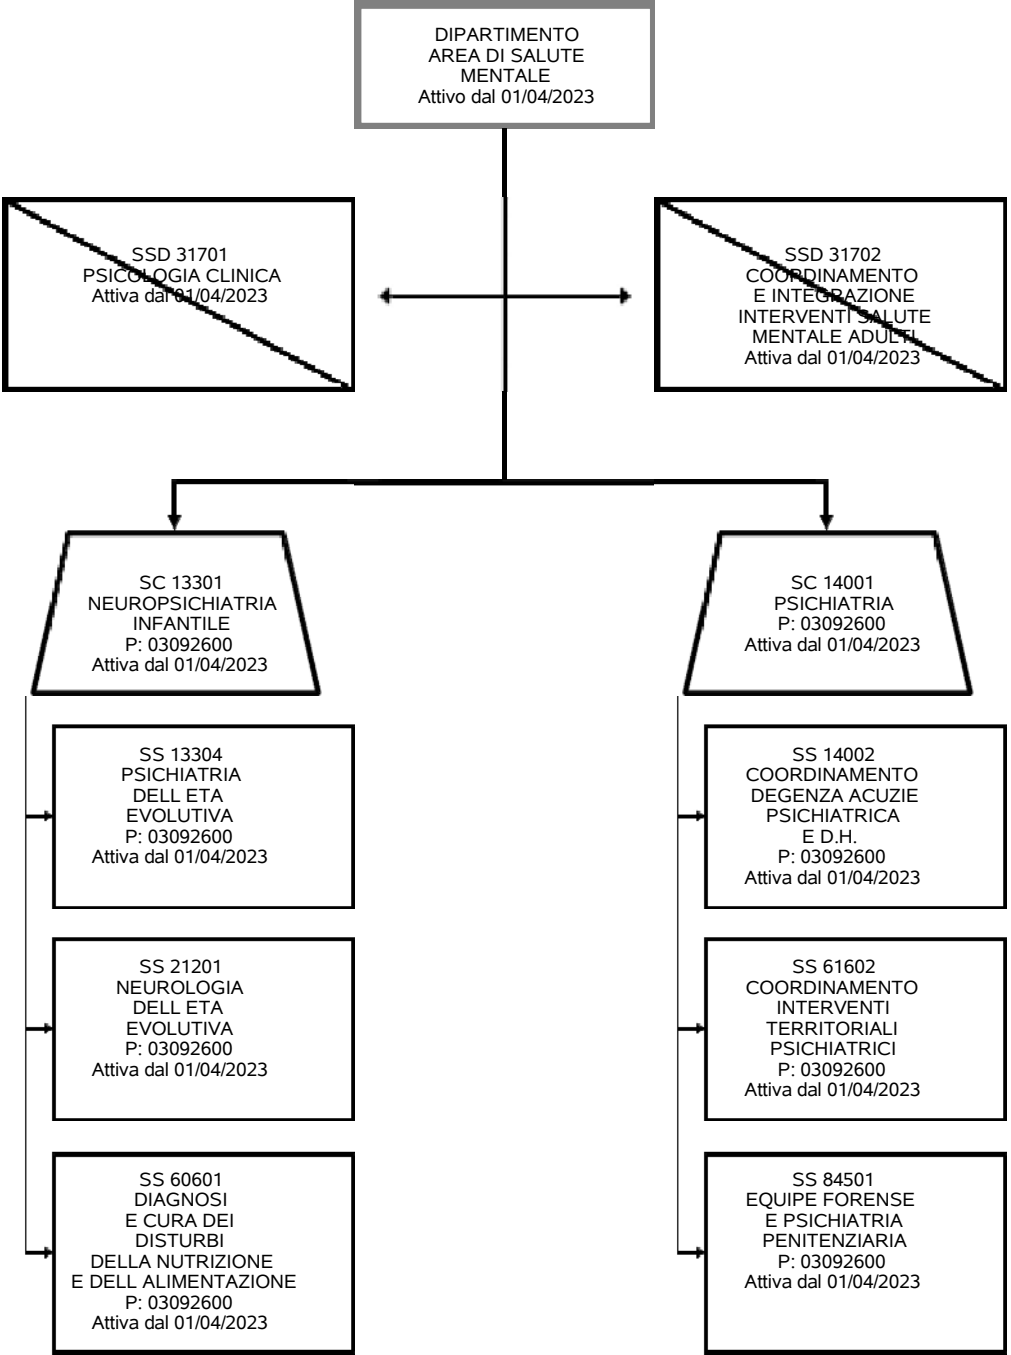 DIPARTIMENTO
AREA DI SALUTE
MENTALE
Attivo dal 01/04/2023
SSD 31701
PSICOLOGIA CLINICA
Attiva dal 01/04/2023
SSD 31702
COORDINAMENTO
E INTEGRAZIONE
INTERVENTI SALUTE
MENTALE ADULTI
Attiva dal 01/04/2023
SC 13301
NEUROPSICHIATRIA
INFANTILE
P: 03092600
Attiva dal 01/04/2023
SC 14001
PSICHIATRIA
P: 03092600
Attiva dal 01/04/2023
SS 13304
PSICHIATRIA
DELL ETA
EVOLUTIVA
P: 03092600
Attiva dal 01/04/2023
SS 14002
COORDINAMENTO
DEGENZA ACUZIE
PSICHIATRICA
E D.H.
P: 03092600
Attiva dal 01/04/2023
SS 21201
NEUROLOGIA
DELL ETA
EVOLUTIVA
P: 03092600
Attiva dal 01/04/2023
SS 61602
COORDINAMENTO
INTERVENTI
TERRITORIALI
PSICHIATRICI
P: 03092600
Attiva dal 01/04/2023
SS 60601
DIAGNOSI
E CURA DEI
DISTURBI
DELLA NUTRIZIONE
E DELL ALIMENTAZIONE
P: 03092600
Attiva dal 01/04/2023
SS 84501
EQUIPE FORENSE
E PSICHIATRIA
PENITENZIARIA
P: 03092600
Attiva dal 01/04/2023